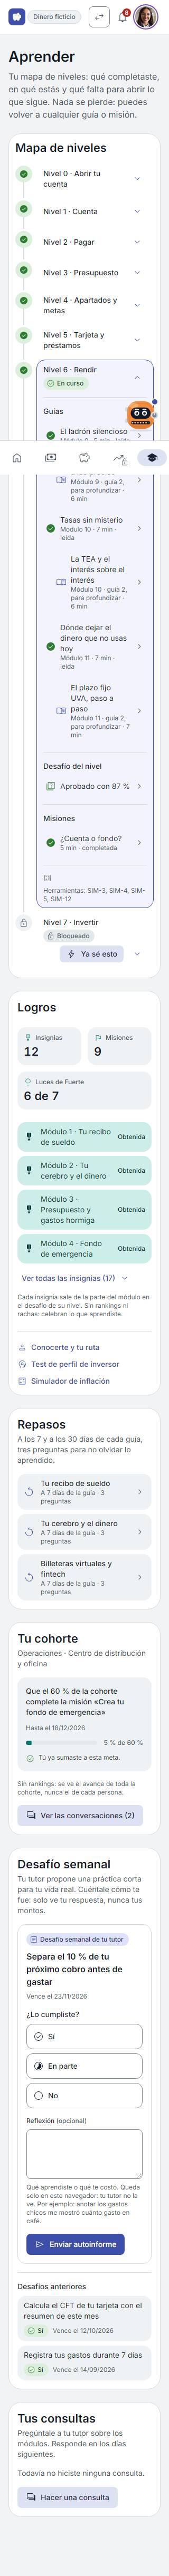 Dinero ficticio
8
Aprender
Tu mapa de niveles: qué completaste,
en qué estás y qué falta para abrir lo
que sigue. Nada se pierde: puedes
volver a cualquier guía o misión.
Mapa de niveles
Nivel 0 · Abrir tu
cuenta
Nivel 1 · Cuenta
Nivel 2 · Pagar
Nivel 3 · Presupuesto
Nivel 4 · Apartados y
metas
Nivel 5 · Tarjeta y
préstamos
Nivel 6 · Rendir
En curso
Guías
El ladrón silencioso
Módulo 9 · guía 2,
para profundizar ·
6 min
Tasas sin misterio
Módulo 10 · 7 min ·
leída
La TEA y el
interés sobre el
interés
Módulo 10 · guía 2,
para profundizar ·
6 min
Dónde dejar el
dinero que no usas
hoy
Módulo 11 · 7 min ·
leída
El plazo fijo
UVA, paso a
paso
Módulo 11 · guía 2,
para profundizar · 7
min
Desafío del nivel
Aprobado con 87 %
Misiones
¿Cuenta o fondo?
5 min · completada
Herramientas: SIM-3, SIM-4, SIM-
5, SIM-12
Nivel 7 · Invertir
Bloqueado
Ya sé esto
Logros
Insignias
12
Misiones
9
Luces de Fuerte
6 de 7
Módulo 1 · Tu recibo
de sueldo
Obtenida
Módulo 2 · Tu
cerebro y el dinero
Obtenida
Módulo 3 ·
Presupuesto y
gastos hormiga
Obtenida
Módulo 4 · Fondo
de emergencia
Obtenida
Ver todas las insignias (17)
Cada insignia sale de la parte del módulo en
el desafío de su nivel. Sin rankings ni
rachas: celebran lo que aprendiste.
Conocerte y tu ruta
Test de perfil de inversor
Simulador de inflación
Repasos
A los 7 y a los 30 días de cada guía,
tres preguntas para no olvidar lo
aprendido.
Tu recibo de sueldo
A 7 días de la guía · 3
preguntas
Tu cerebro y el dinero
A 7 días de la guía · 3
preguntas
Billeteras virtuales y
fintech
A 7 días de la guía · 3
preguntas
Tu cohorte
Operaciones · Centro de distribución
y oficina
Que el 60 % de la cohorte
complete la misión «Crea tu
fondo de emergencia»
Hasta el 18/12/2026
5 % de 60 %
Tú ya sumaste a esta meta.
Sin rankings: se ve el avance de toda la
cohorte, nunca el de cada persona.
Ver las conversaciones (2)
Desafío semanal
Tu tutor propone una práctica corta
para tu vida real. Cuéntale cómo te
fue: solo ve tu respuesta, nunca tus
montos.
Desafío semanal de tu tutor
Separa el 10 % de tu
próximo cobro antes de
gastar
Vence el 23/11/2026
¿Lo cumpliste?
Sí
En parte
No
Reflexión (opcional)
Qué aprendiste o qué te costó. Queda
solo en este navegador: tu tutor no la
ve. Por ejemplo: anotar los gastos
chicos me mostró cuánto gasto en
café.
Enviar autoinforme
Desafíos anteriores
Calcula el CFT de tu tarjeta con el
resumen de este mes
Sí
Vence el 12/10/2026
Registra tus gastos durante 7 días
Sí
Vence el 14/09/2026
Tus consultas
Pregúntale a tu tutor sobre los
módulos. Responde en los días
siguientes.
Todavía no hiciste ninguna consulta.
Hacer una consulta